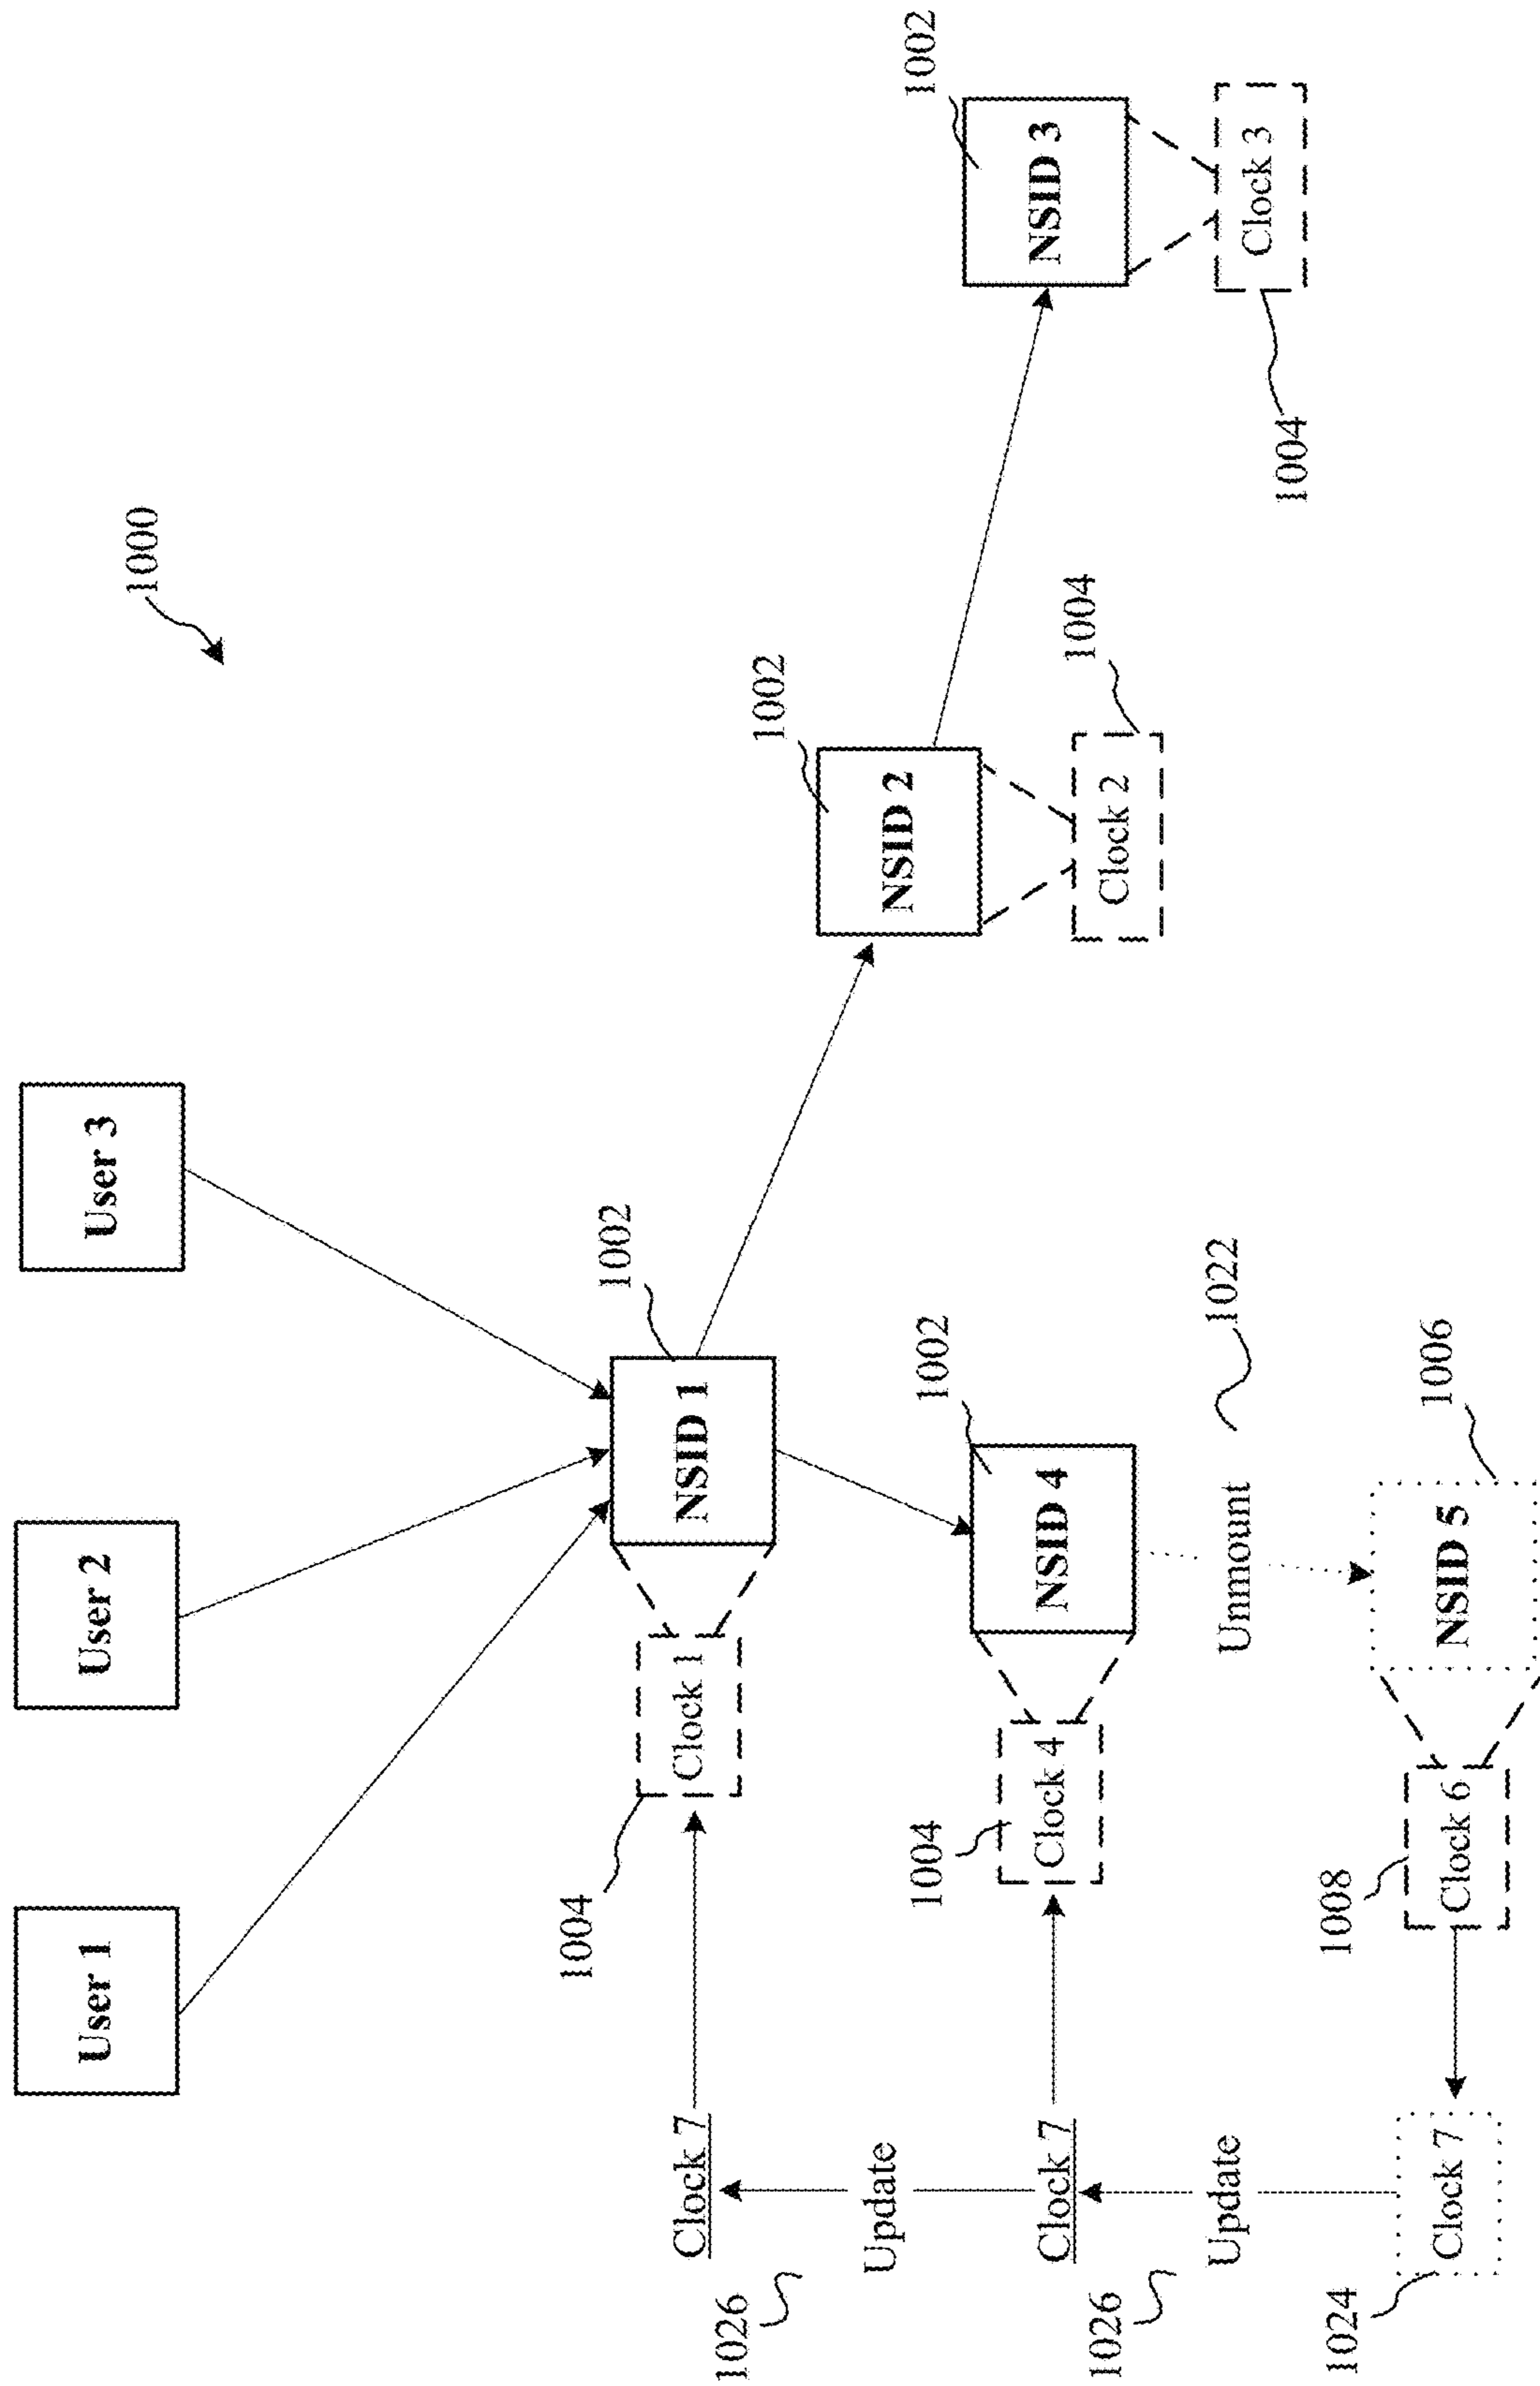 User 1
User 2
User 3
1000
1004
1002
Clock 7
Clock 1
NSID 1
1026
1002
Update
NSID 2
1002
1004
1002
Clock 7
Clock 4
NSID 4
NSID 3
1004
1026
Clock 2
Update
Unmount
1022
Clock 3
1004
1024
1008
1006
Clock 7
Clock 6
NSID 5